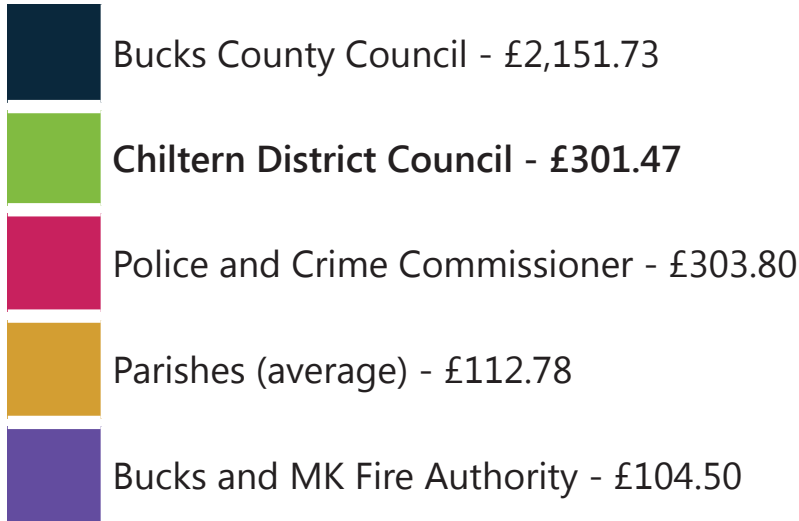 Bucks County Council - £2,151.73
Chiltern District Council - £301.47
Police and Crime Commissioner - £303.80
Parishes (average) - £112.78
Bucks and MK Fire Authority - £104.50